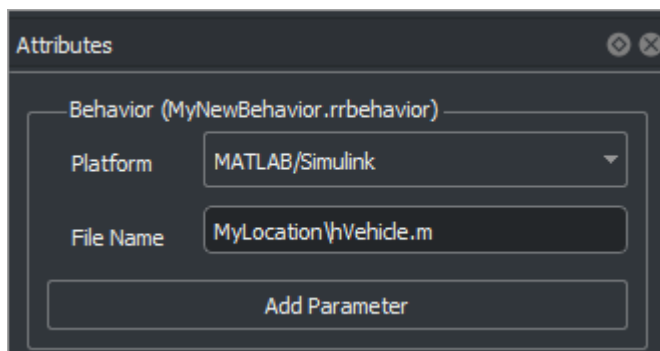 Attributes
Behavior (MyNewBehavior.rrbehavior)
Platform MATLAB/Simulink
File Name MyLocation\hVehicle.m
Add Parameter